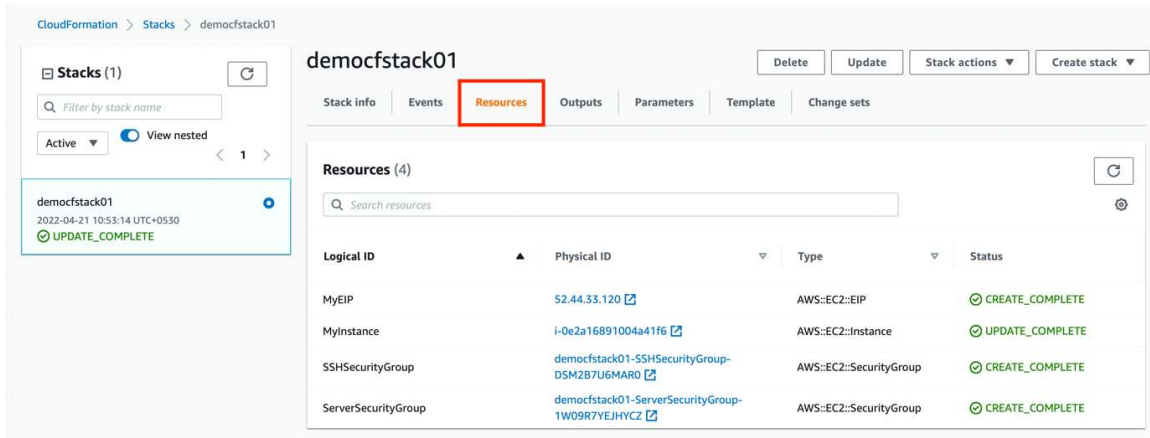 CloudFormation > Stacks > democfstack01
Stacks (1)
Filter by stack name
Active ▼
View nested
< 1 >
democfstack01
2022-04-21 10:53:14 UTC+0530
UPDATE_COMPLETE
democfstack01
Delete
Update
Stack actions ▼
Create stack ▼
Stack info
Events
Resources
Outputs
Parameters
Template
Change sets
Resources (4)
Search resources
Logical ID ▲ Physical ID ▽ Type ▽ Status
MyEIP 52.44.33.120 AWS::EC2::EIP CREATE_COMPLETE
MyInstance i-0e2a16891004a41f6 AWS::EC2::Instance UPDATE_COMPLETE
SSHSecurityGroup democfstack01-SSHSecurityGroup- AWS::EC2::SecurityGroup CREATE_COMPLETE
DSM2B7U6MAR0
ServerSecurityGroup democfstack01-ServerSecurityGroup- AWS::EC2::SecurityGroup CREATE_COMPLETE
1W09R7YEJHYCZ